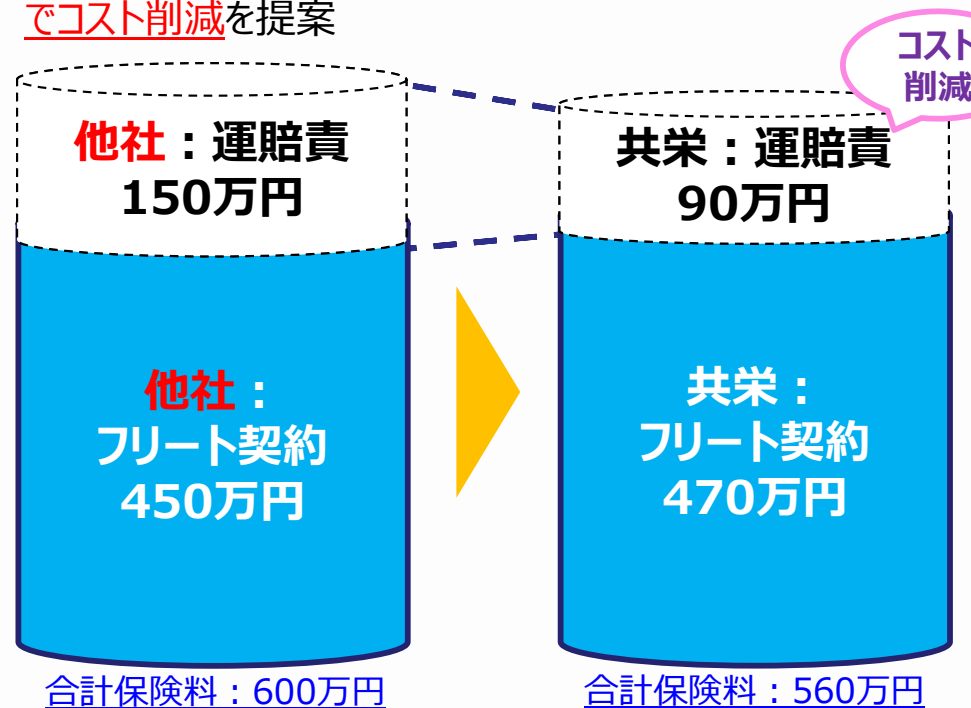 でコスト削減を提案
コスト
削減
他社：運賠責
150万円
共栄：運賠責
90万円
他社：
フリート契約
450万円
共栄：
フリート契約
470万円
合計保険料：600万円
合計保険料：560万円